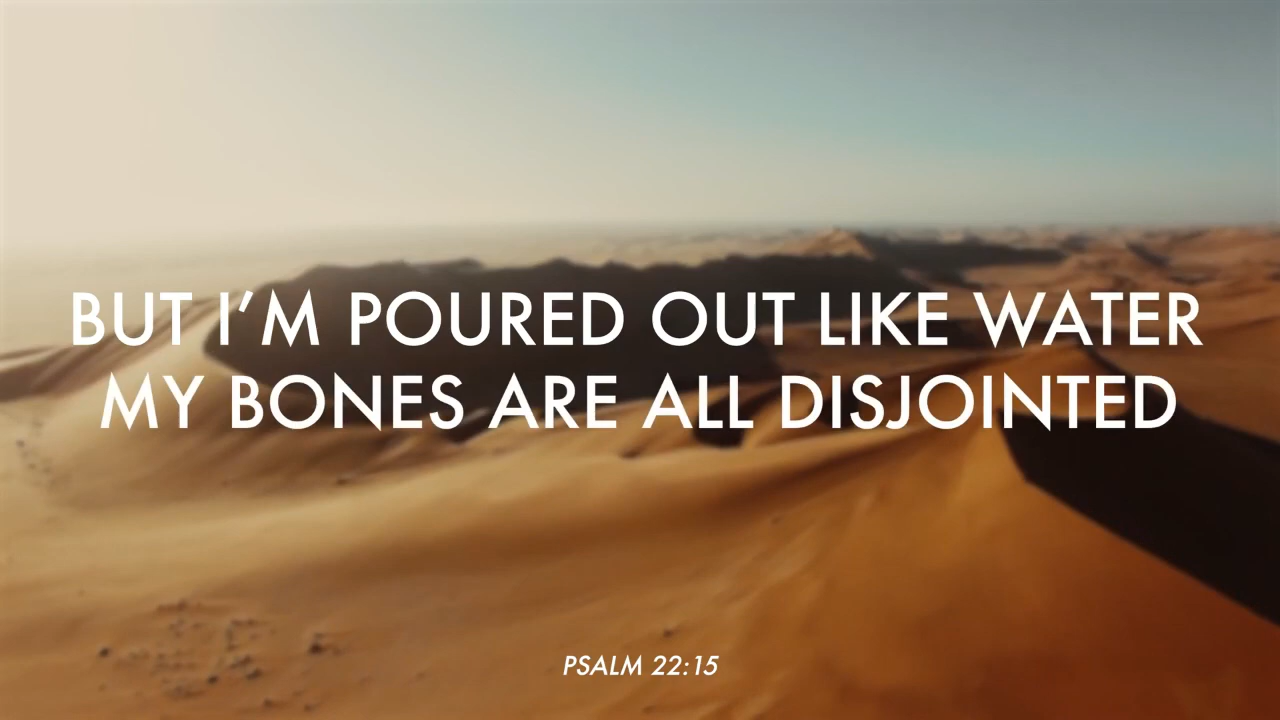 BUT I’M POURED OUT LIKE WATER
MY BONES ARE ALL DISJOINTED
PSALM 22:15